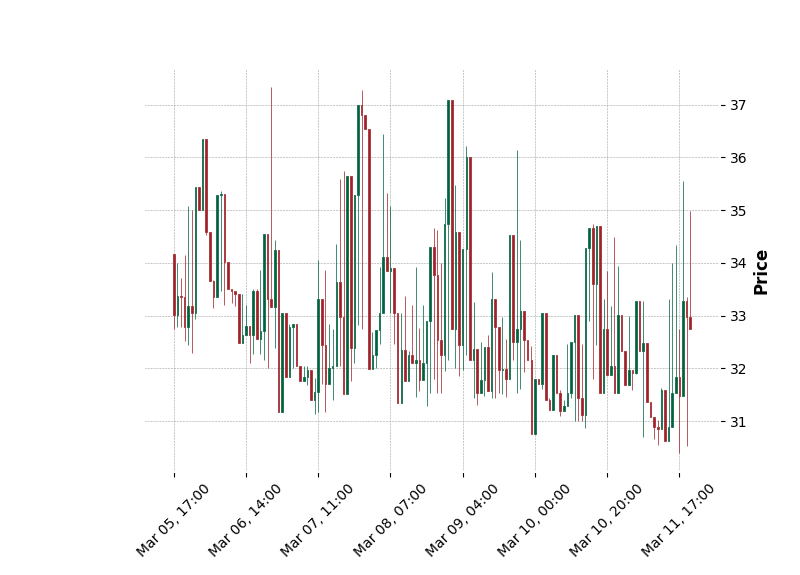 37
36
35
34
33
32
31
Price
Mar 05, 17:00
Mar 06, 14:00
Mar 07, 11:00
Mar 08, 07:00
Mar 09, 04:00
Mar 10, 00:00
Mar 10, 20:00
Mar 11, 17:00